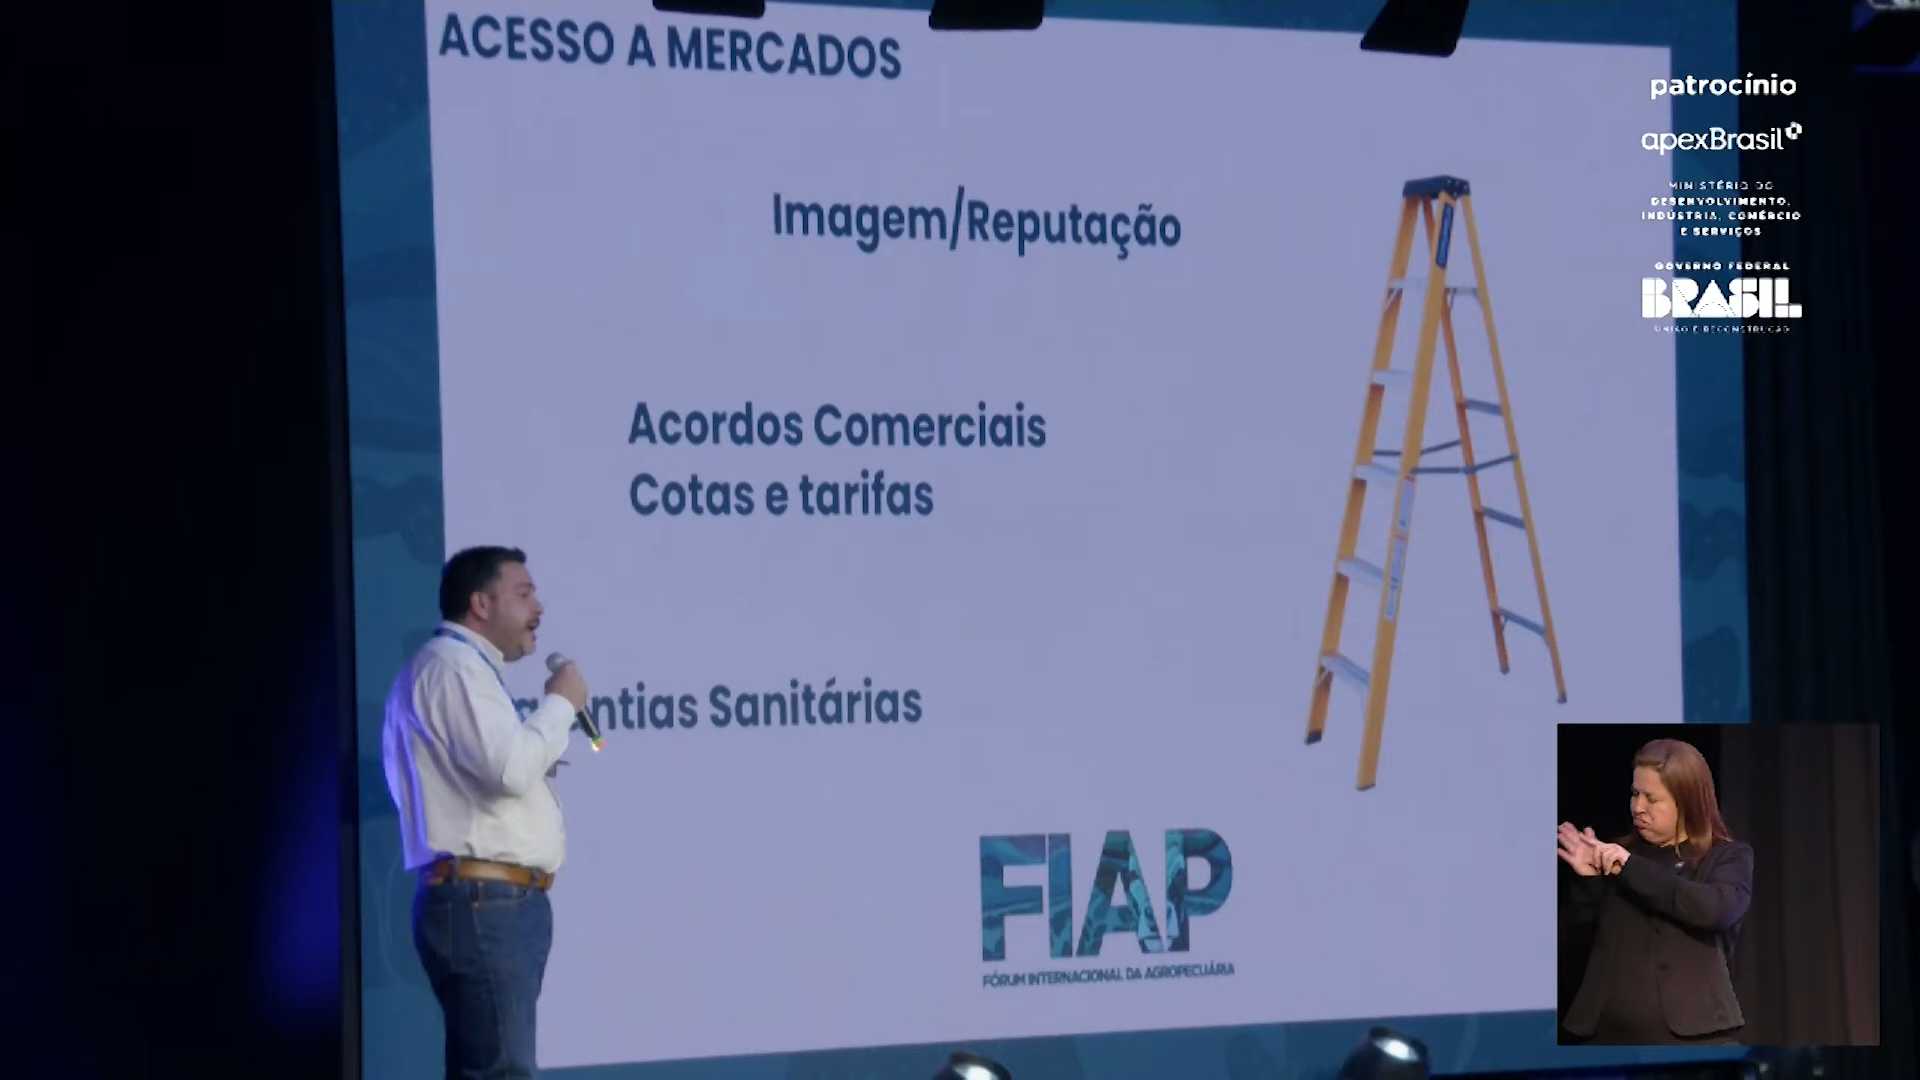 ACESSO A MERCADOS
Imagem/Reputação
Acordos Comerciais
Cotas e tarifas
Sanitárias
FIAP
FÓRUM INTERNACIONAL DA AGROPECUÁRIA
patrocínio
apexBrasil
MINISTÉRIO DO
DESENVOLVIMENTO,
INDÚSTRIA, COMÉRCIO
E SERVIÇOS
GOVERNO FEDERAL
BRASIL
UNIÃO E RECONSTRUÇÃO